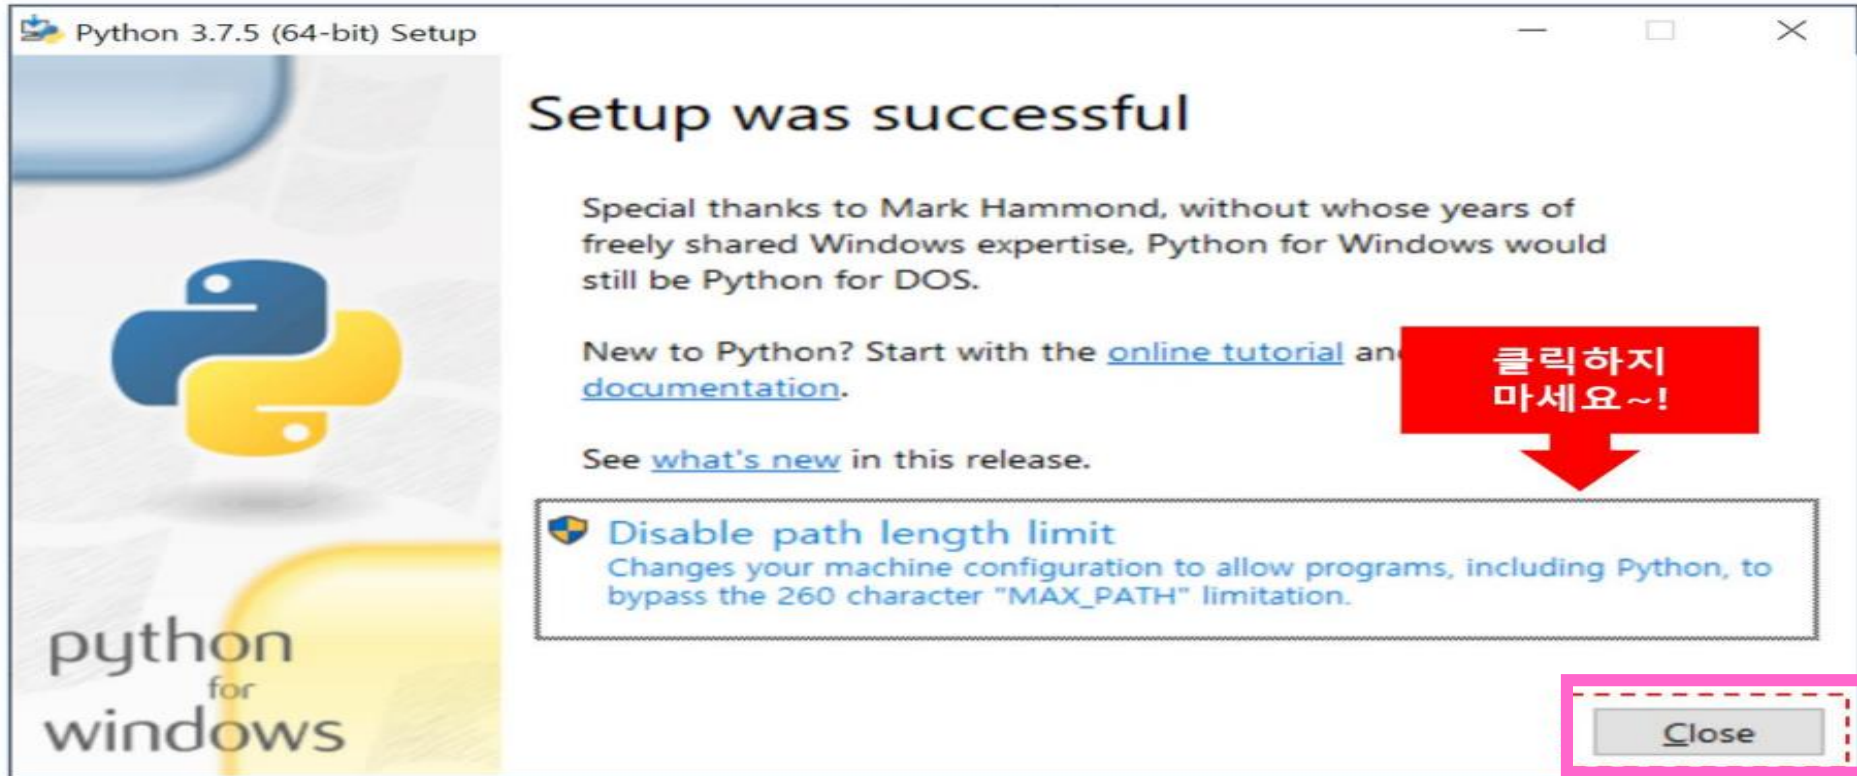 Python 3.7.5 (64-bit) Setup
Setup was successful
Special thanks to Mark Hammond, without whose years of
freely shared Windows expertise, Python for Windows would
still be Python for DOS.
New to Python? Start with the online tutorial an
documentation.
클릭하지
마세요~!
See what's new in this release.
Disable path length limit
Changes your machine configuration to allow programs, including Python, to
bypass the 260 character "MAX_PATH" limitation.
python
for
windows
Close